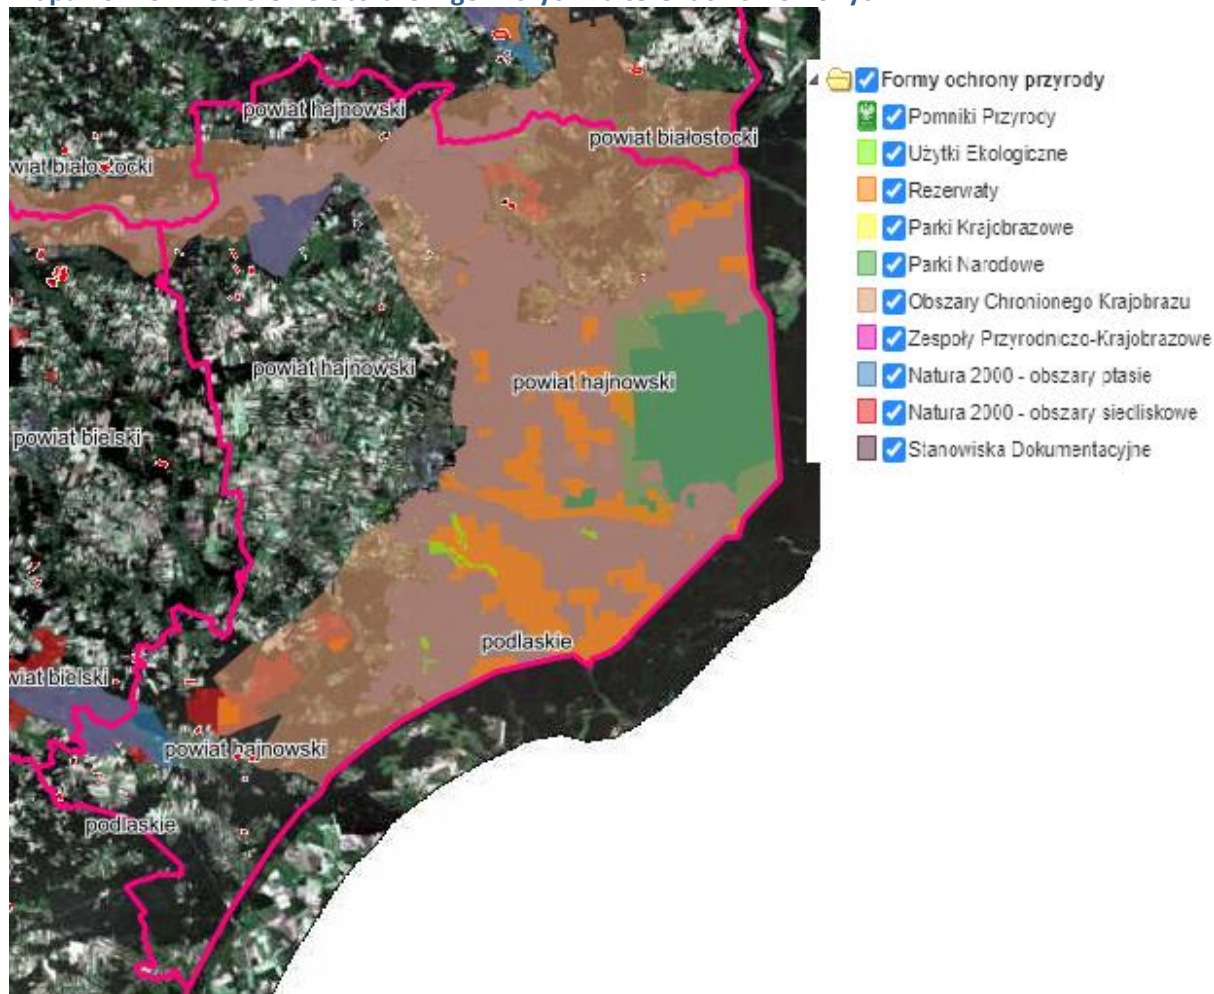 powiat hajnowski
powiat białostocki
powiat hajnowski
powiat hajnowski
powiat bielski
podlaskie
wiat bielski
powiat hajnowski
podlaskie
Formy ochrony przyrody
Pomniki Przyrody
Użytki Ekologiczne
Rezerwaty
Parki Krajobrazowe
Parki Narodowe
Obszary Chronionego Krajobrazu
Zespoły Przyrodniczo-Krajobrazowe
Natura 2000 - obszary ptasie
Natura 2000 - obszary siedliskowe
Stanowiska Dokumentacyjne